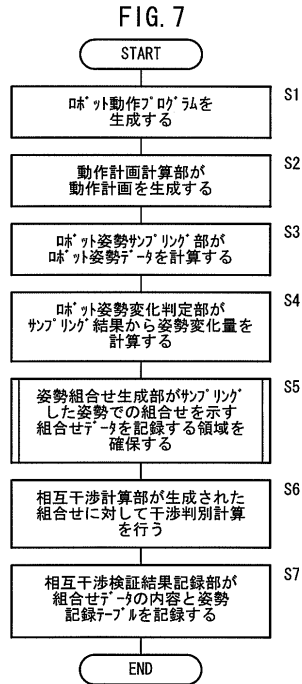 FIG. 7
START
S1
ロボット動作プログラムを
生成する
S2
動作計画計算部が
動作計画を生成する
S3
ロボット姿勢サンプリング部が
ロボット姿勢データを計算する
S4
ロボット姿勢変化判定部が
サンプリング結果から姿勢変化量を
計算する
S5
姿勢組合せ生成部がサンプリング
した姿勢での組合せを示す
組合せデータを記録する領域を
確保する
S6
相互干渉計算部が生成された
組合せに対して干渉判別計算
を行う
S7
相互干渉検証結果記録部が
組合せデータの内容と姿勢
記録テーブルを記録する
END